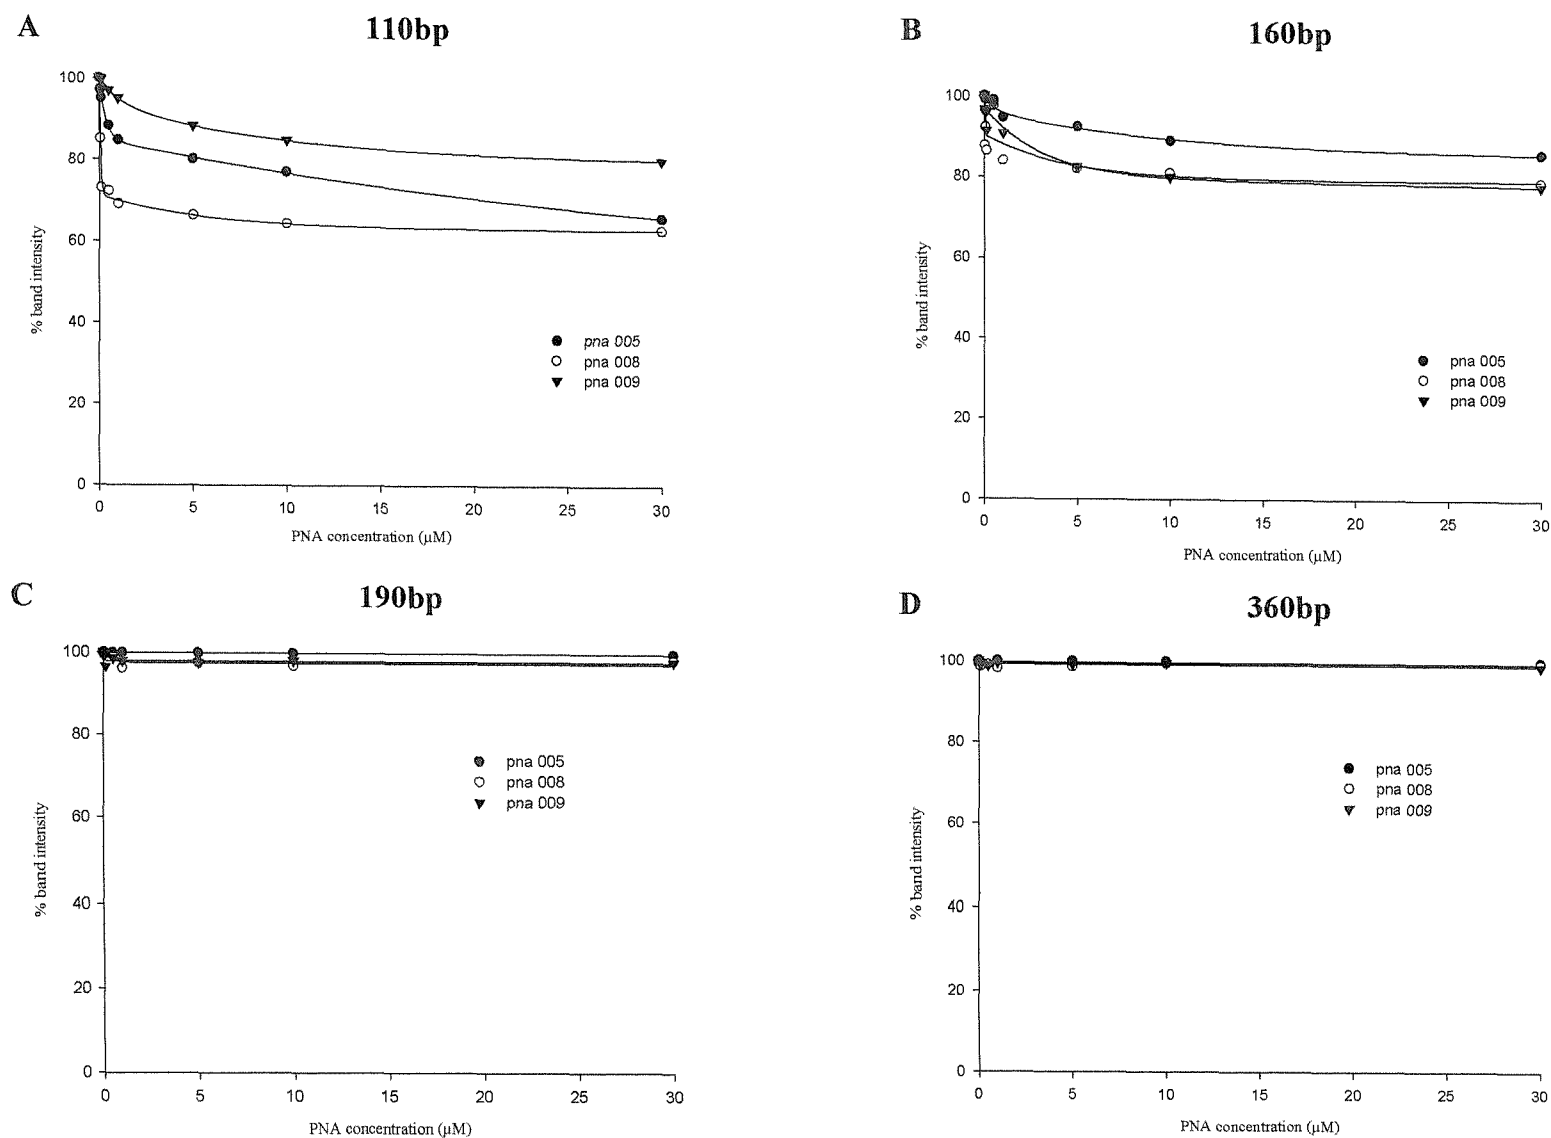 A
110bp
100
80
60
40
20
0
% band intensity
pna 005
pna 008
pna 009
0 5 10 15 20 25 30
PNA concentration (µM)
B
160bp
100
80
60
40
20
0
% band intensity
pna 005
pna 008
pna 009
0 5 10 15 20 25 30
PNA concentration (µM)
C
190bp
100
80
60
40
20
0
% band intensity
pna 005
pna 008
pna 009
0 5 10 15 20 25 30
PNA concentration (µM)
D
360bp
100
80
60
40
20
0
% band intensity
pna 005
pna 008
pna 009
0 5 10 15 20 25 30
PNA concentration (µM)